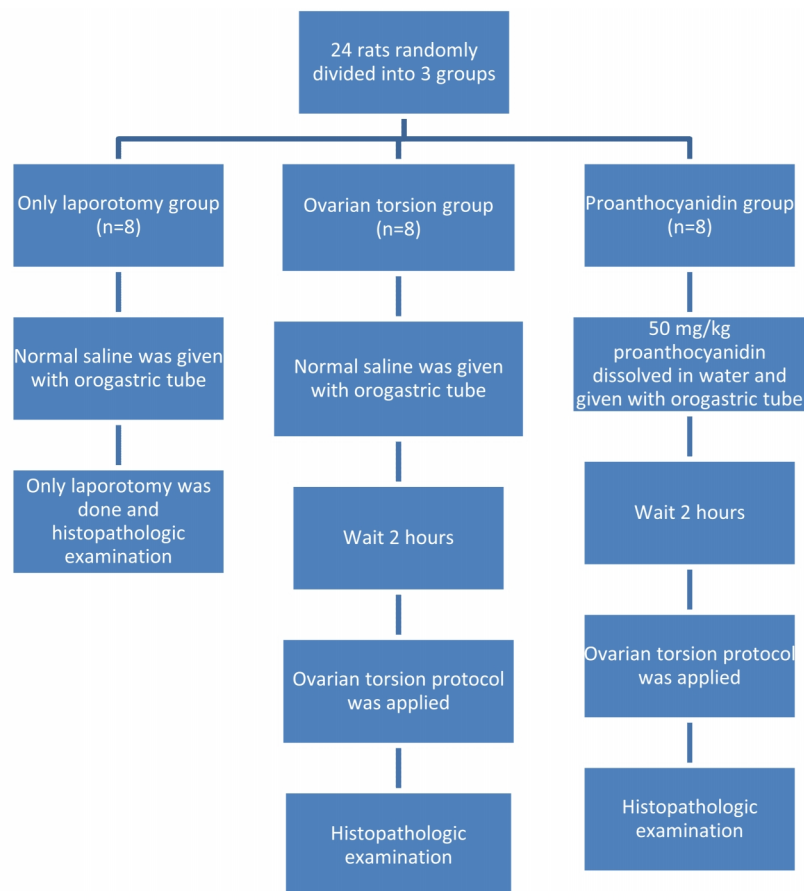 24 rats randomly
divided into 3 groups
Only laporotomy group
(n=8)
Normal saline was given
with orogastric tube
Only laporotomy was
done and
histopathologic
examination
Ovarian torsion group
(n=8)
Normal saline was given
with orogastric tube
Wait 2 hours
Ovarian torsion protocol
was applied
Histopathologic
examination
Proanthocyanidin group
(n=8)
50 mg/kg
proanthocyanidin
dissolved in water and
given with orogastric tube
Wait 2 hours
Ovarian torsion protocol
was applied
Histopathologic
examination